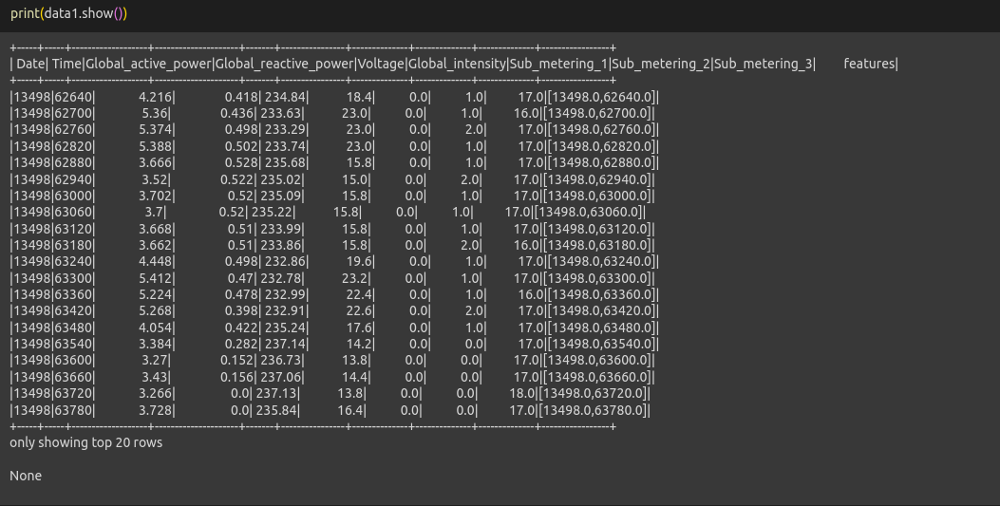 print(data1.show())
+-----+-----+-------------------+---------------------+-------+----------------+--------------+--------------+--------------+-----------------+
| Date| Time|Global_active_power|Global_reactive_power|Voltage|Global_intensity|Sub_metering_1|Sub_metering_2|Sub_metering_3|         features|
+-----+-----+-------------------+---------------------+-------+----------------+--------------+--------------+--------------+-----------------+
|13498|62640|              4.216|                0.418| 234.84|            18.4|           0.0|           1.0|          17.0|[13498.0,62640.0]|
|13498|62700|               5.36|                0.436| 233.63|            23.0|           0.0|           1.0|          16.0|[13498.0,62700.0]|
|13498|62760|              5.374|                0.498| 233.29|            23.0|           0.0|           2.0|          17.0|[13498.0,62760.0]|
|13498|62820|              5.388|                0.502| 233.74|            23.0|           0.0|           1.0|          17.0|[13498.0,62820.0]|
|13498|62880|              3.666|                0.528| 235.68|            15.8|           0.0|           1.0|          17.0|[13498.0,62880.0]|
|13498|62940|               3.52|                0.522| 235.02|            15.0|           0.0|           2.0|          17.0|[13498.0,62940.0]|
|13498|63000|              3.702|                 0.52| 235.09|            15.8|           0.0|           1.0|          17.0|[13498.0,63000.0]|
|13498|63060|                3.7|                 0.52| 235.22|            15.8|           0.0|           1.0|          17.0|[13498.0,63060.0]|
|13498|63120|              3.668|                 0.51| 233.99|            15.8|           0.0|           1.0|          17.0|[13498.0,63120.0]|
|13498|63180|              3.662|                 0.51| 233.86|            15.8|           0.0|           2.0|          16.0|[13498.0,63180.0]|
|13498|63240|              4.448|                0.498| 232.86|            19.6|           0.0|           1.0|          17.0|[13498.0,63240.0]|
|13498|63300|              5.412|                 0.47| 232.78|            23.2|           0.0|           1.0|          17.0|[13498.0,63300.0]|
|13498|63360|              5.224|                0.478| 232.99|            22.4|           0.0|           1.0|          16.0|[13498.0,63360.0]|
|13498|63420|              5.268|                0.398| 232.91|            22.6|           0.0|           2.0|          17.0|[13498.0,63420.0]|
|13498|63480|              4.054|                0.422| 235.24|            17.6|           0.0|           1.0|          17.0|[13498.0,63480.0]|
|13498|63540|              3.384|                0.282| 237.14|            14.2|           0.0|           0.0|          17.0|[13498.0,63540.0]|
|13498|63600|               3.27|                0.152| 236.73|            13.8|           0.0|           0.0|          17.0|[13498.0,63600.0]|
|13498|63660|               3.43|                0.156| 237.06|            14.4|           0.0|           0.0|          17.0|[13498.0,63660.0]|
|13498|63720|              3.266|                  0.0| 237.13|            13.8|           0.0|           0.0|          18.0|[13498.0,63720.0]|
|13498|63780|              3.728|                  0.0| 235.84|            16.4|           0.0|           0.0|          17.0|[13498.0,63780.0]|
+-----+-----+-------------------+---------------------+-------+----------------+--------------+--------------+--------------+-----------------+
only showing top 20 rows
None